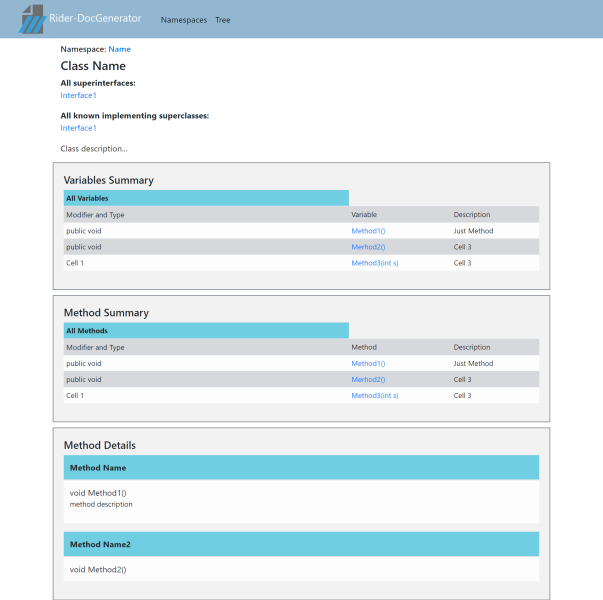 Rider-DocGenerator Namespaces Tree
Namespace: Name
Class Name
All superinterfaces:
Interface1
All known implementing superclasses:
Interface1
Class description...
Variables Summary
All Variables
Modifier and Type Variable Description
public void Method1() Just Method
public void Merhod2() Cell 3
Cell 1 Method3(int s) Cell 3
Method Summary
All Methods
Modifier and Type Method Description
public void Method1() Just Method
public void Merhod2() Cell 3
Cell 1 Method3(int s) Cell 3
Method Details
Method Name
void Method1()
method description
Method Name2
void Method2()